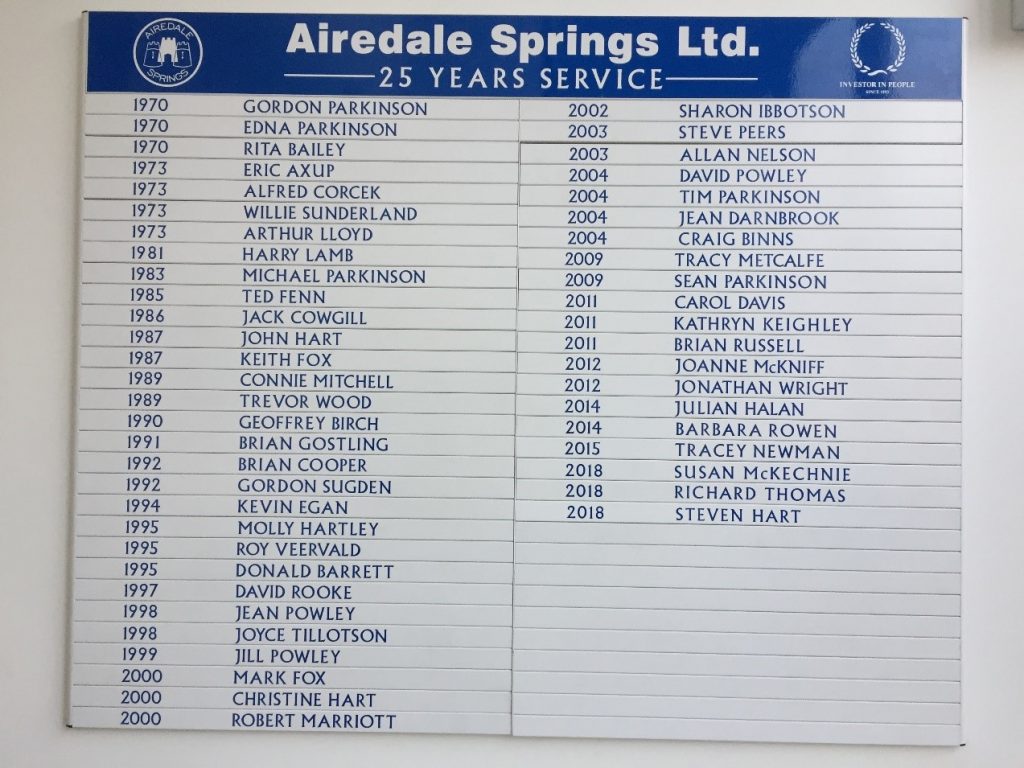 AIREDALE
SPRINGS
Airedale Springs Ltd.
25 YEARS SERVICE
INVESTOR IN PEOPLE
1970 GORDON PARKINSON
1970 EDNA PARKINSON
1970 RITA BAILEY
1973 ERIC AXUP
1973 ALFRED CORCEK
1973 WILLIE SUNDERLAND
1973 ARTHUR LLOYD
1981 HARRY LAMB
1983 MICHAEL PARKINSON
1985 TED FENN
1986 JACK COWGILL
1987 JOHN HART
1987 KEITH FOX
1989 CONNIE MITCHELL
1989 TREVOR WOOD
1990 GEOFFREY BIRCH
1991 BRIAN GOSTLING
1992 BRIAN COOPER
1992 GORDON SUGDEN
1994 KEVIN EGAN
1995 MOLLY HARTLEY
1995 ROY VEERVALD
1995 DONALD BARRETT
1997 DAVID ROOKE
1998 JEAN POWLEY
1998 JOYCE TILLOTSON
1999 JILL POWLEY
2000 MARK FOX
2000 CHRISTINE HART
2000 ROBERT MARRIOTT
2002 SHARON IBBOTSON
2003 STEVE PEERS
2003 ALLAN NELSON
2004 DAVID POWLEY
2004 TIM PARKINSON
2004 JEAN DARNBROOK
2004 CRAIG BINNS
2009 TRACY METCALFE
2009 SEAN PARKINSON
2011 CAROL DAVIS
2011 KATHRYN KEIGHLEY
2011 BRIAN RUSSELL
2012 JOANNE McKNIFF
2012 JONATHAN WRIGHT
2014 JULIAN HALAN
2014 BARBARA ROWEN
2015 TRACEY NEWMAN
2018 SUSAN McKECHNIE
2018 RICHARD THOMAS
2018 STEVEN HART